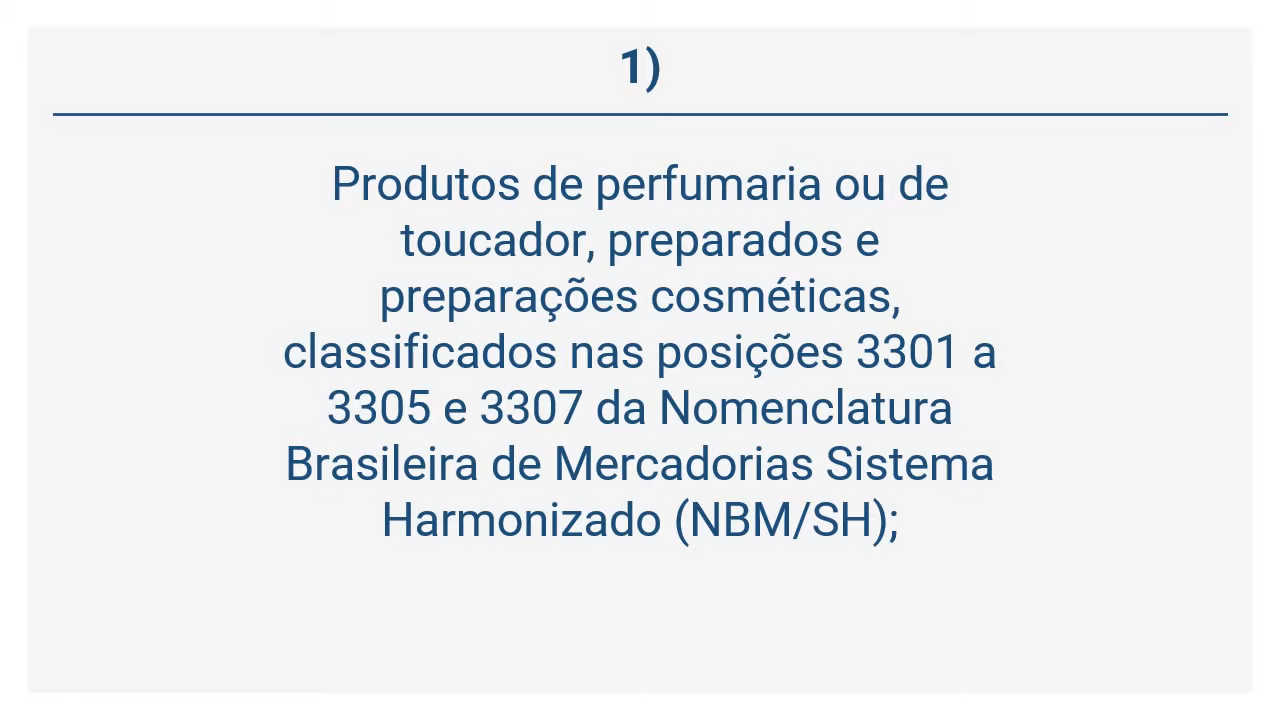 1)
Produtos de perfumaria ou de
toucador, preparados e
preparações cosméticas,
classificados nas posições 3301 a
3305 e 3307 da Nomenclatura
Brasileira de Mercadorias Sistema
Harmonizado (NBM/SH);